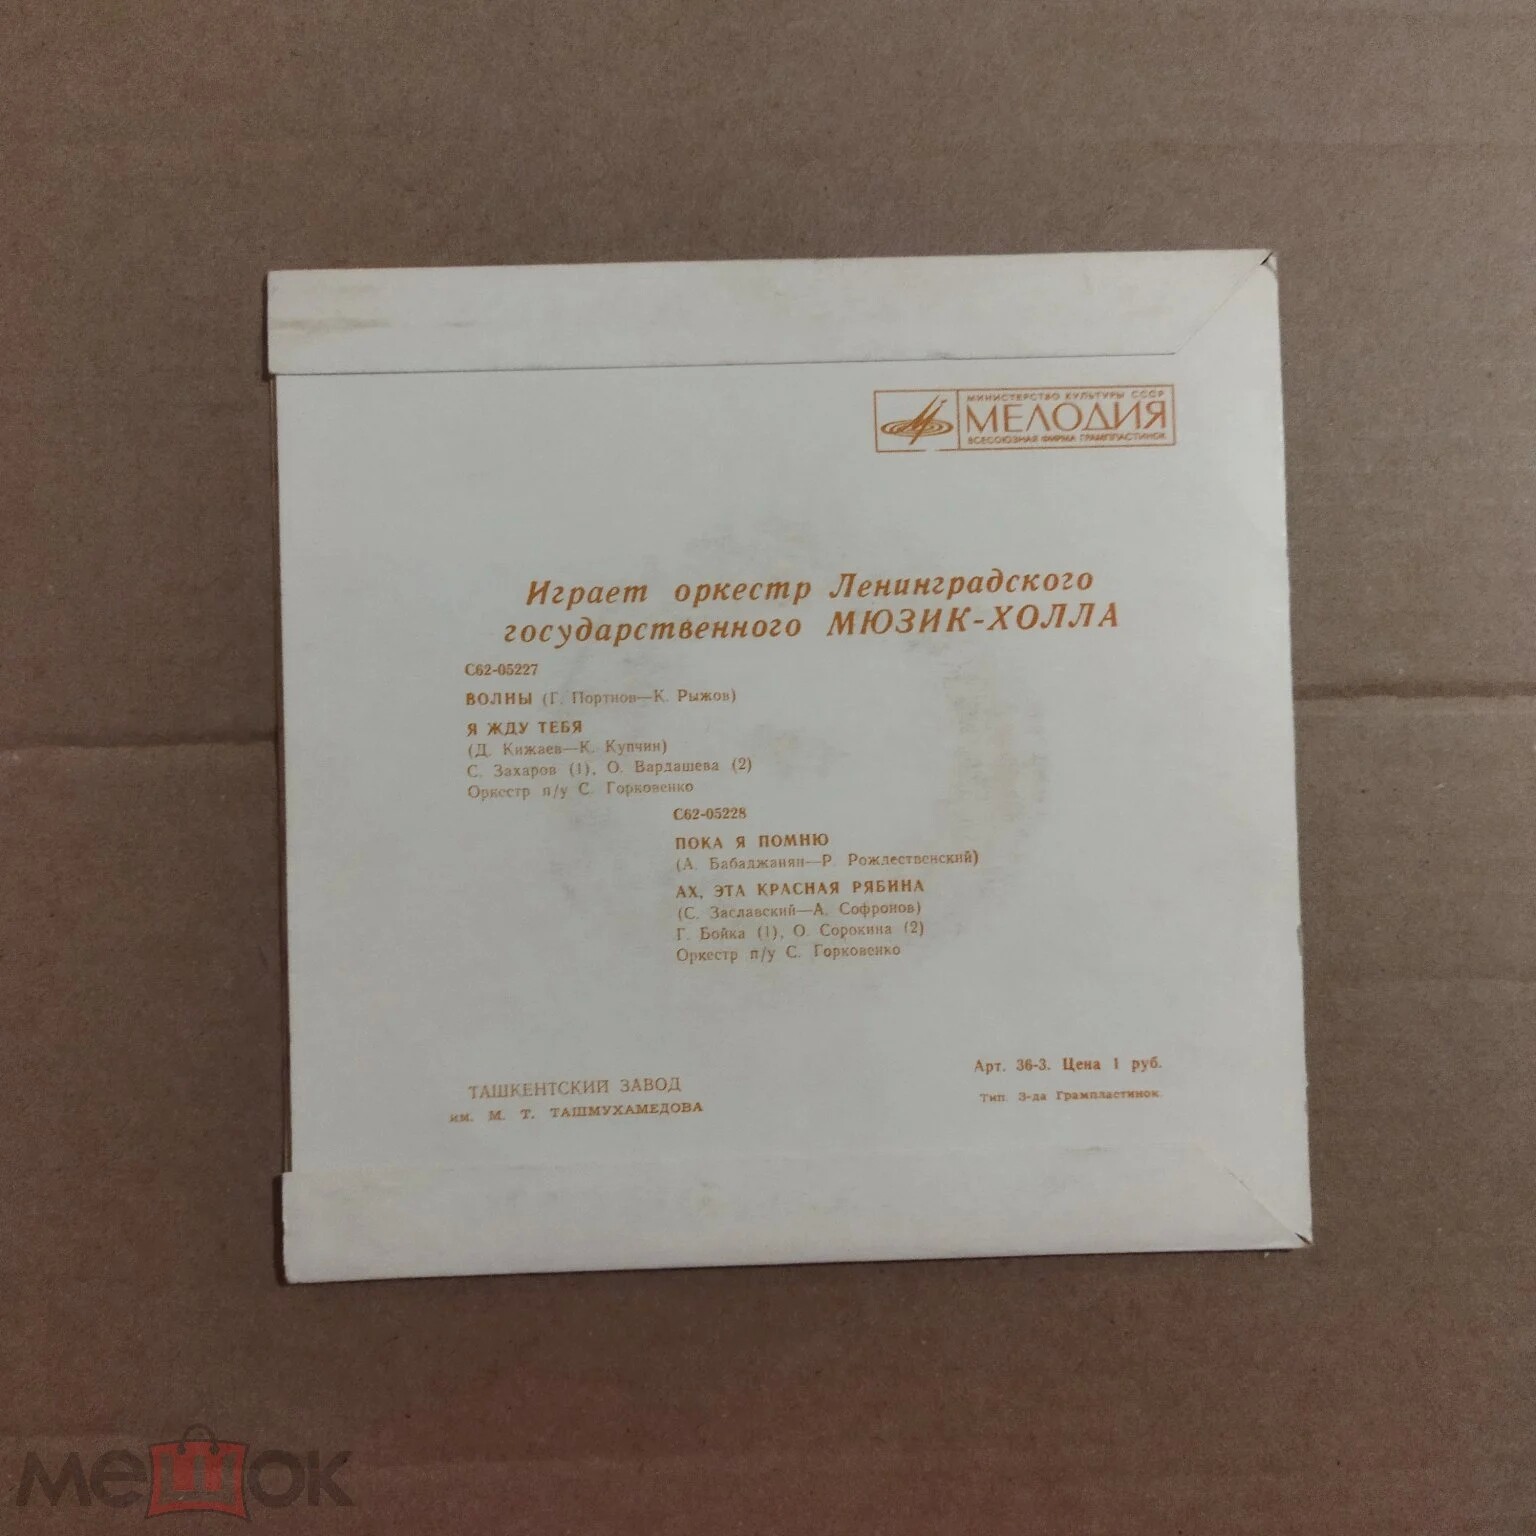 МИНИСТЕРСТВО КУЛЬТУРЫ СССР
МЕЛОДИЯ
ВСЕСОЮЗНАЯ ФИРМА ГРАМПЛАСТИНОК
Играет оркестр Ленинградского
государственного МЮЗИК-ХОЛЛА
С62-05227
ВОЛНЫ (Г. Портнов—К. Рыжов)
Я ЖДУ ТЕБЯ
(Д. Кижаев—К. Купчин)
С. Захаров (1), О. Вардашева (2)
Оркестр п/у С. Горковенко
С62-05228
ПОКА Я ПОМНЮ
(А. Бабаджанян—Р. Рождественский)
АХ, ЭТА КРАСНАЯ РЯБИНА
(С. Заславский—А. Софронов)
Г. Бойка (1), О. Сорокина (2)
Оркестр п/у С. Горковенко
Арт. 36-3. Цена 1 руб.
Тип. З-да Грампластинок.
ТАШКЕНТСКИЙ ЗАВОД
им. М. Т. ТАШМУХАМЕДОВА
мешок